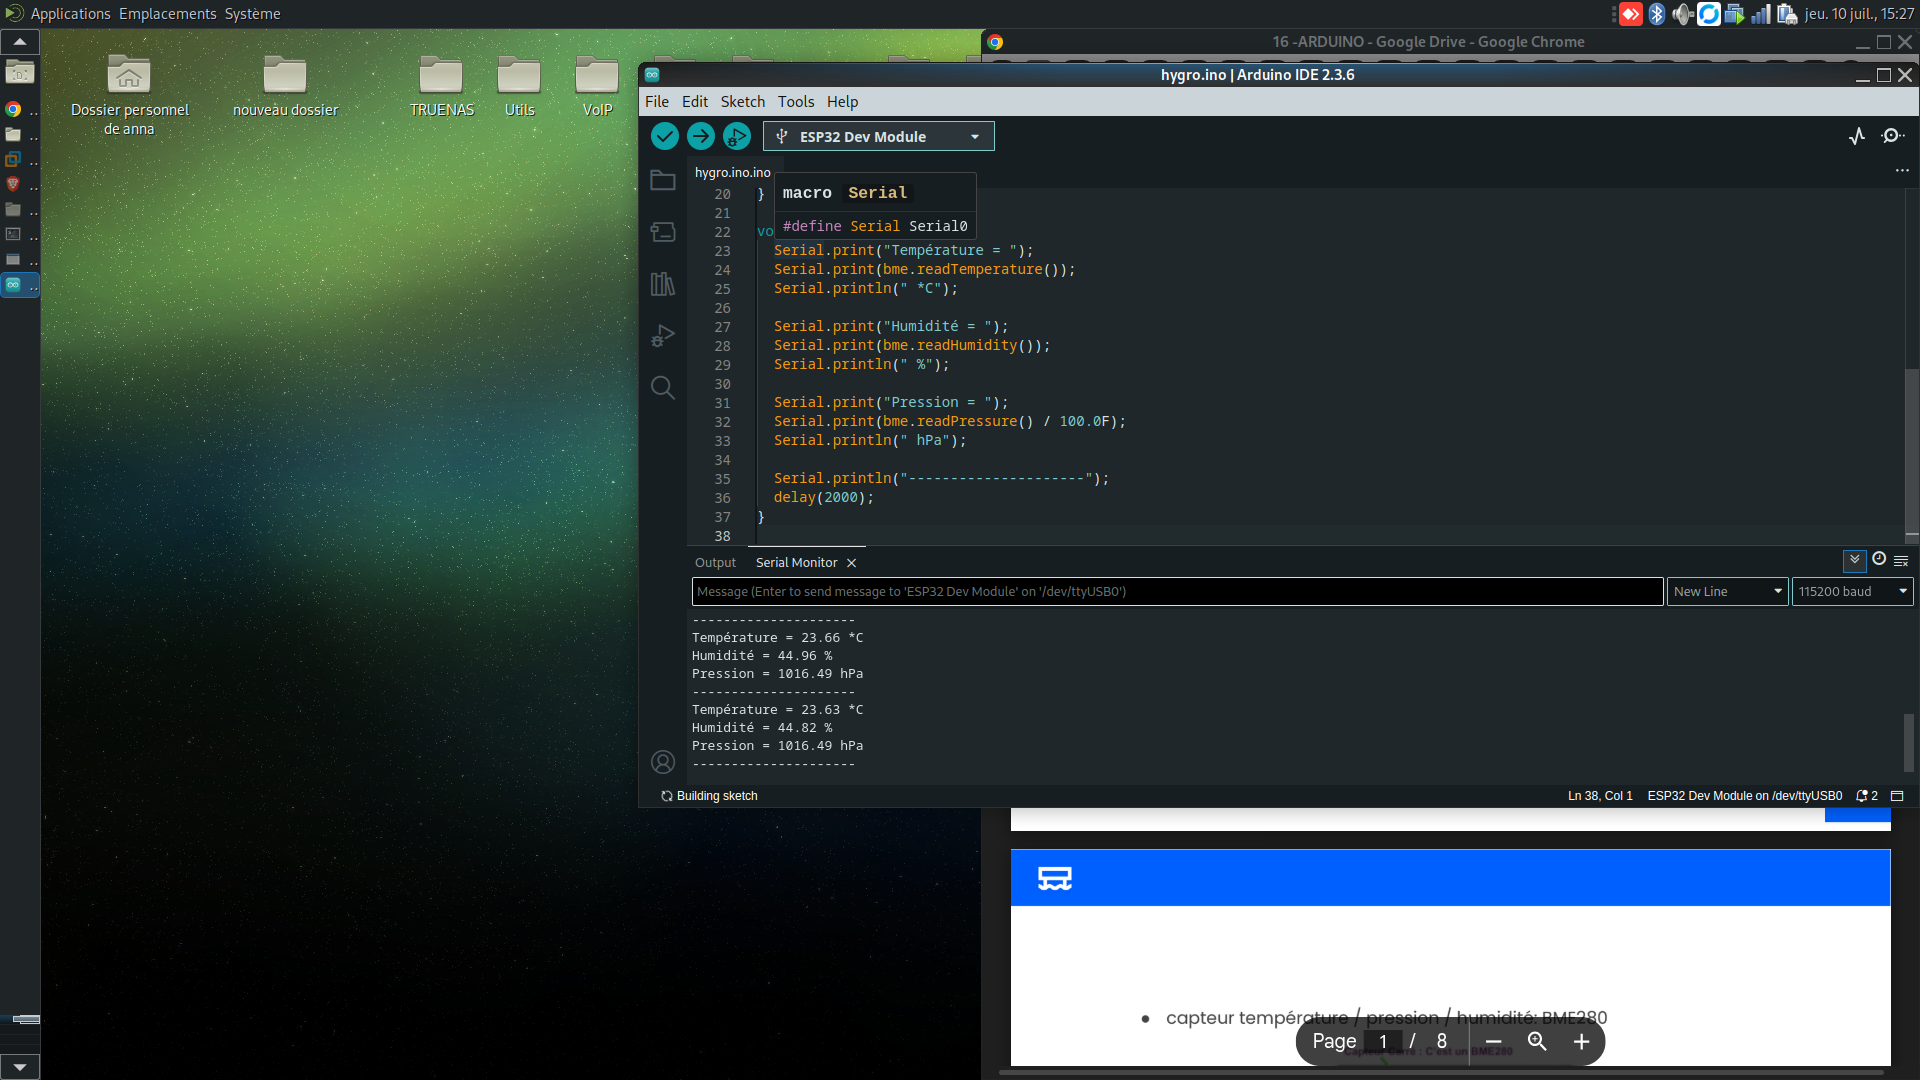 Applications Emplacements Système
jeu. 10 juil., 15:27
Dossier personnel
de anna
nouveau dossier
TRUENAS
Utils
VoIP
16 -ARDUINO - Google Drive - Google Chrome
hygro.ino | Arduino IDE 2.3.6
File Edit Sketch Tools Help
ESP32 Dev Module
hygro.ino.ino
macro Serial
#define Serial Serial0
20 }
21
22 vo
23 Serial.print("Température = ");
24 Serial.print(bme.readTemperature());
25 Serial.println(" *C");
26
27 Serial.print("Humidité = ");
28 Serial.print(bme.readHumidity());
29 Serial.println(" %");
30
31 Serial.print("Pression = ");
32 Serial.print(bme.readPressure() / 100.0F);
33 Serial.println(" hPa");
34
35 Serial.println("---------------------");
36 delay(2000);
37 }
38
Output Serial Monitor
Message (Enter to send message to 'ESP32 Dev Module' on '/dev/ttyUSB0')
New Line
115200 baud
---------------------
Température = 23.66 *C
Humidité = 44.96 %
Pression = 1016.49 hPa
---------------------
Température = 23.63 *C
Humidité = 44.82 %
Pression = 1016.49 hPa
---------------------
Building sketch
Ln 38, Col 1 ESP32 Dev Module on /dev/ttyUSB0 2
● capteur température / pression / humidité: BME280
Page 1 / 8
Capteur Carré : C'est un BME280